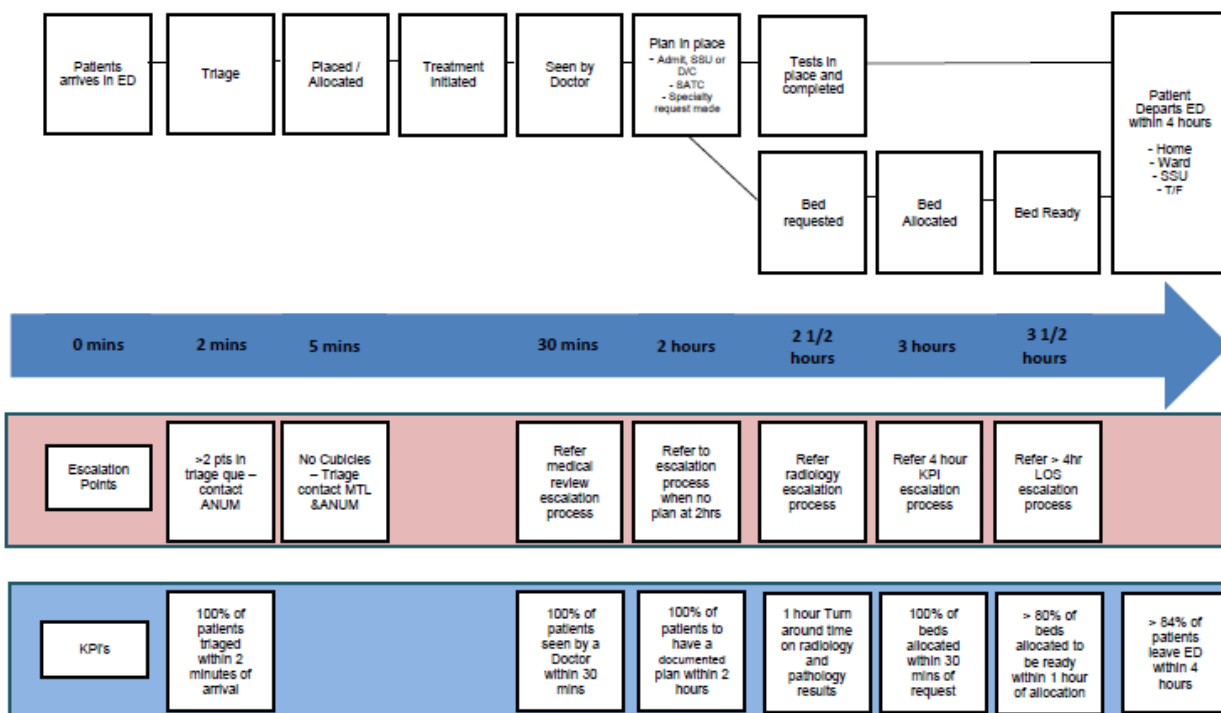 Patients
arrives in ED
Triage
Placed /
Allocated
Treatment
Initiated
Seen by
Doctor
Plan in place
- Admit, SSU or
D/C
- SATC
- Specialty
request made
Tests in
place and
completed
Patient
Departs ED
within 4 hours
- Home
- Ward
- SSU
- T/F
Bed
requested
Bed
Allocated
Bed Ready
0 mins
2 mins
5 mins
30 mins
2 hours
2 1/2
hours
3 hours
3 1/2
hours
Escalation
Points
>2 pts in
triage que –
contact
ANUM
No Cubicles
– Triage
contact MTL
&ANUM
Refer
medical
review
escalation
process
Refer to
escalation
process
when no
plan at 2hrs
Refer
radiology
escalation
process
Refer 4 hour
KPI
escalation
process
Refer > 4hr
LOS
escalation
process
KPI's
100% of
patients
triaged
within 2
minutes of
arrival
100% of
patients
seen by a
Doctor
within 30
mins
100% of
patients to
have a
documented
plan within 2
hours
1 hour Turn
around time
on radiology
and
pathology
results
100% of
beds
allocated
within 30
mins of
request
> 80% of
beds
allocated to
be ready
within 1 hour
of allocation
> 84% of
patients
leave ED
within 4
hours